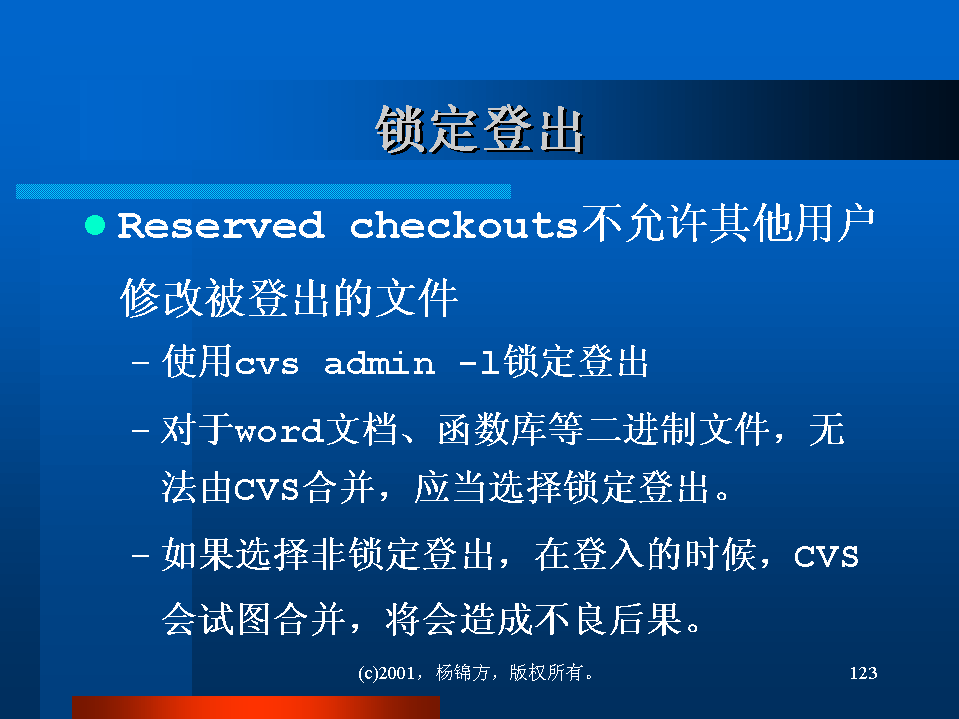 锁定登出
Reserved checkouts不允许其他用户
修改被登出的文件
– 使用cvs admin -l锁定登出
– 对于word文档、函数库等二进制文件，无
法由CVS合并，应当选择锁定登出。
– 如果选择非锁定登出，在登入的时候，CVS
会试图合并，将会造成不良后果。
(c)2001，杨锦方，版权所有。 123